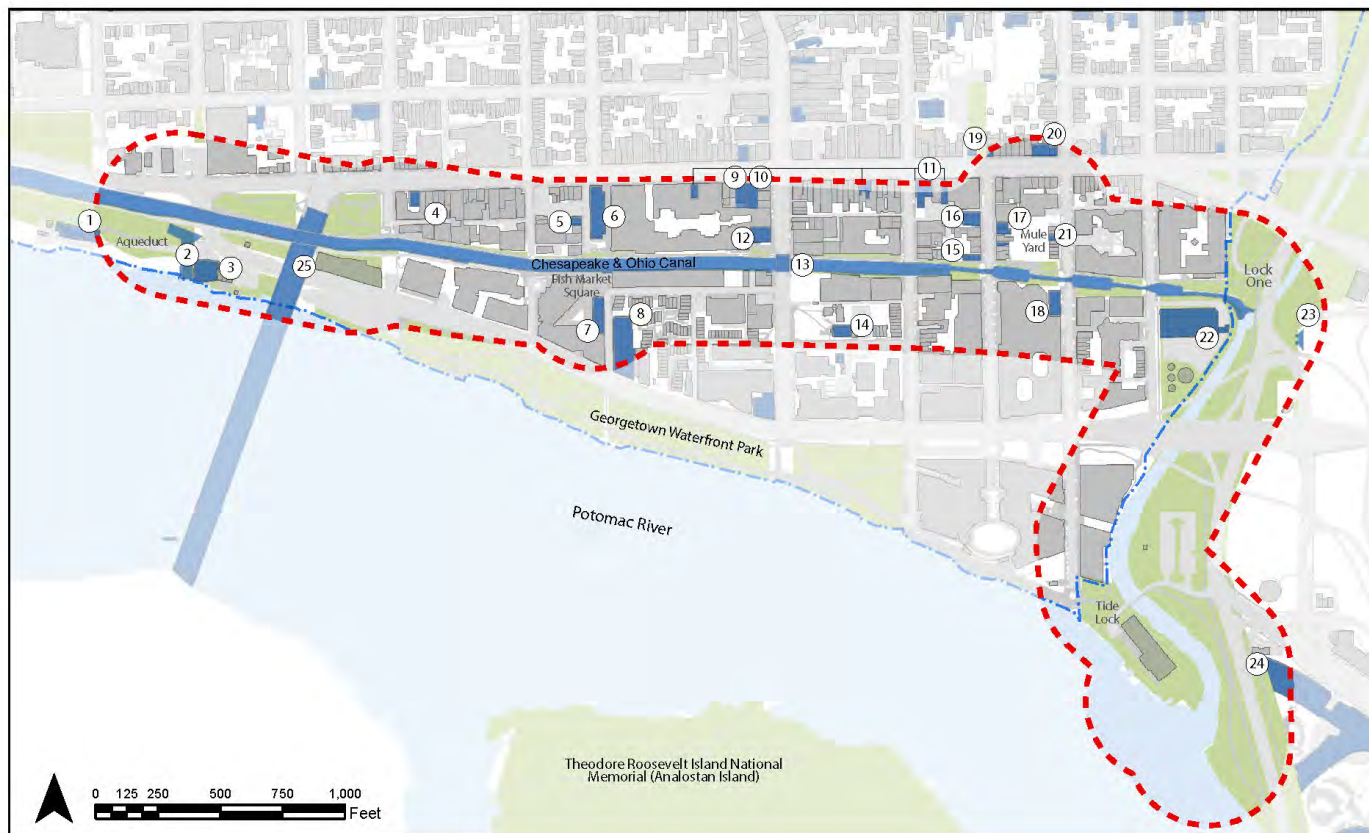 19
20
11
9
10
4
5
6
16
17
Mule
Yard
21
1
Aqueduct
2
3
25
12
15
13
Chesapeake & Ohio Canal
Fish Market
Square
Lock
One
7
8
14
18
22
23
Georgetown Waterfront Park
Potomac River
Tide
Lock
24
Theodore Roosevelt Island National
Memorial (Analostan Island)
0 125 250 500 750 1,000
Feet